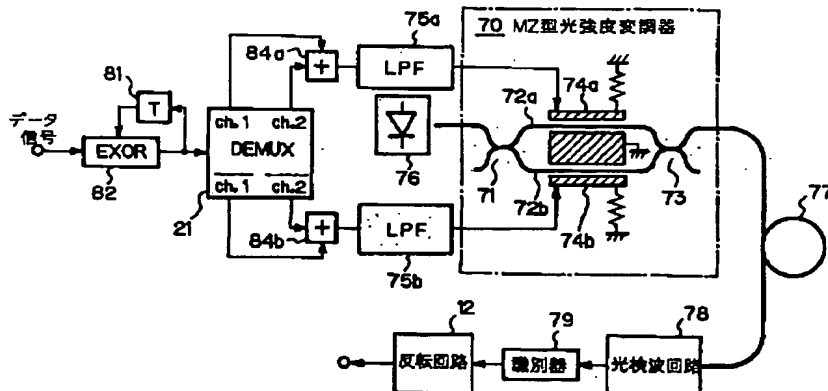 75a
70 MZ型光強度変調器
84a
+
LPF
74a
81
T
72a
データ
信号
ch.1 ch.2
EXOR
DEMUX
76
82
ch.1 ch.2
71
72b
73
77
21
+
LPF
84b
74b
75b
12
79
78
反転回路
識別器
光検波回路